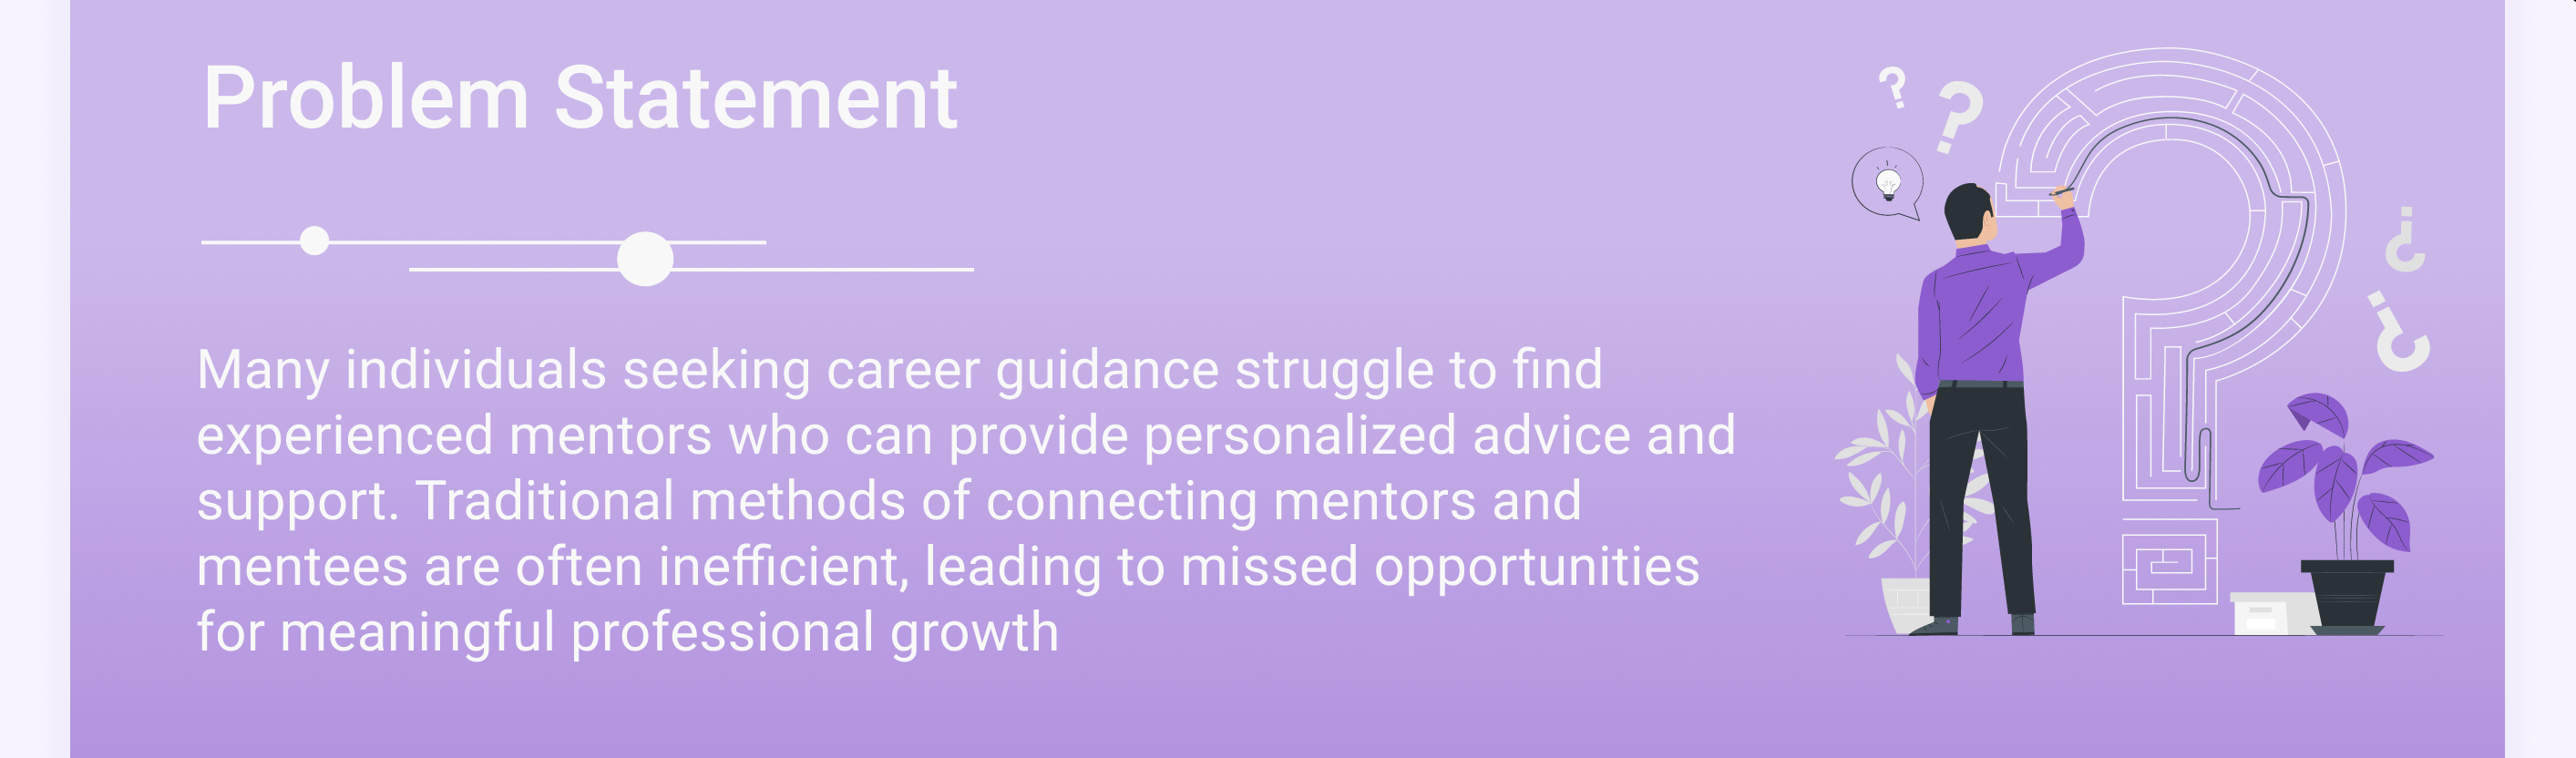 Problem Statement
Many individuals seeking career guidance struggle to find
experienced mentors who can provide personalized advice and
support. Traditional methods of connecting mentors and
mentees are often inefficient, leading to missed opportunities
for meaningful professional growth